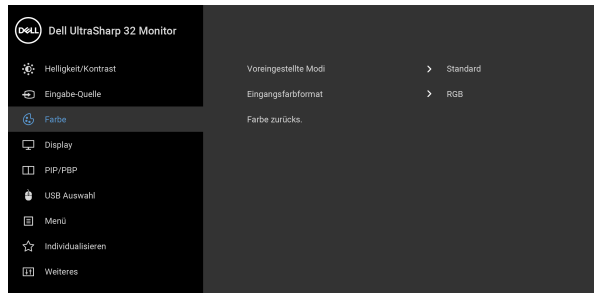 DELL Dell UltraSharp 32 Monitor
Helligkeit/Kontrast Voreingestellte Modi Standard
Eingabe-Quelle Eingangsfarbformat RGB
Farbe Farbe zurücks.
Display
PIP/PBP
USB Auswahl
Menü
Individualisieren
Weiteres